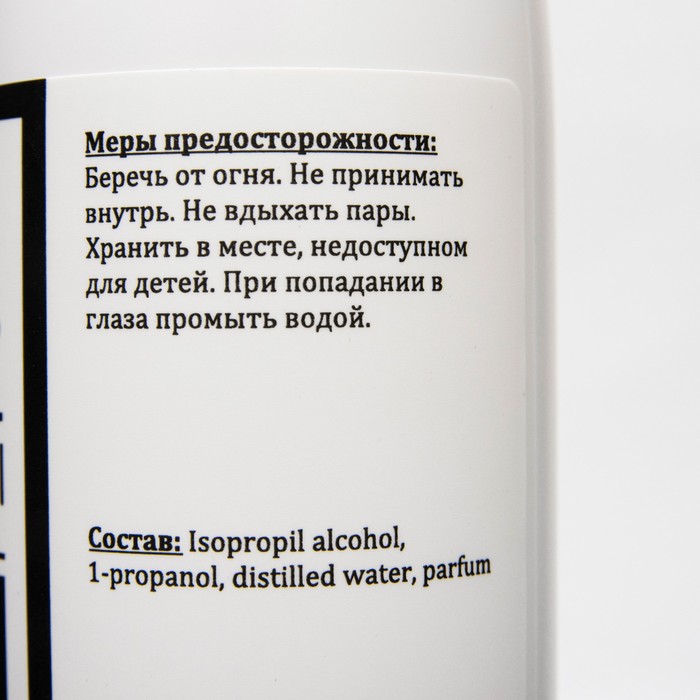 Меры предосторожности:
Беречь от огня. Не принимать
внутрь. Не вдыхать пары.
Хранить в месте, недоступном
для детей. При попадании в
глаза промыть водой.
Состав: Isopropil alcohol,
1-propanol, distilled water, parfum